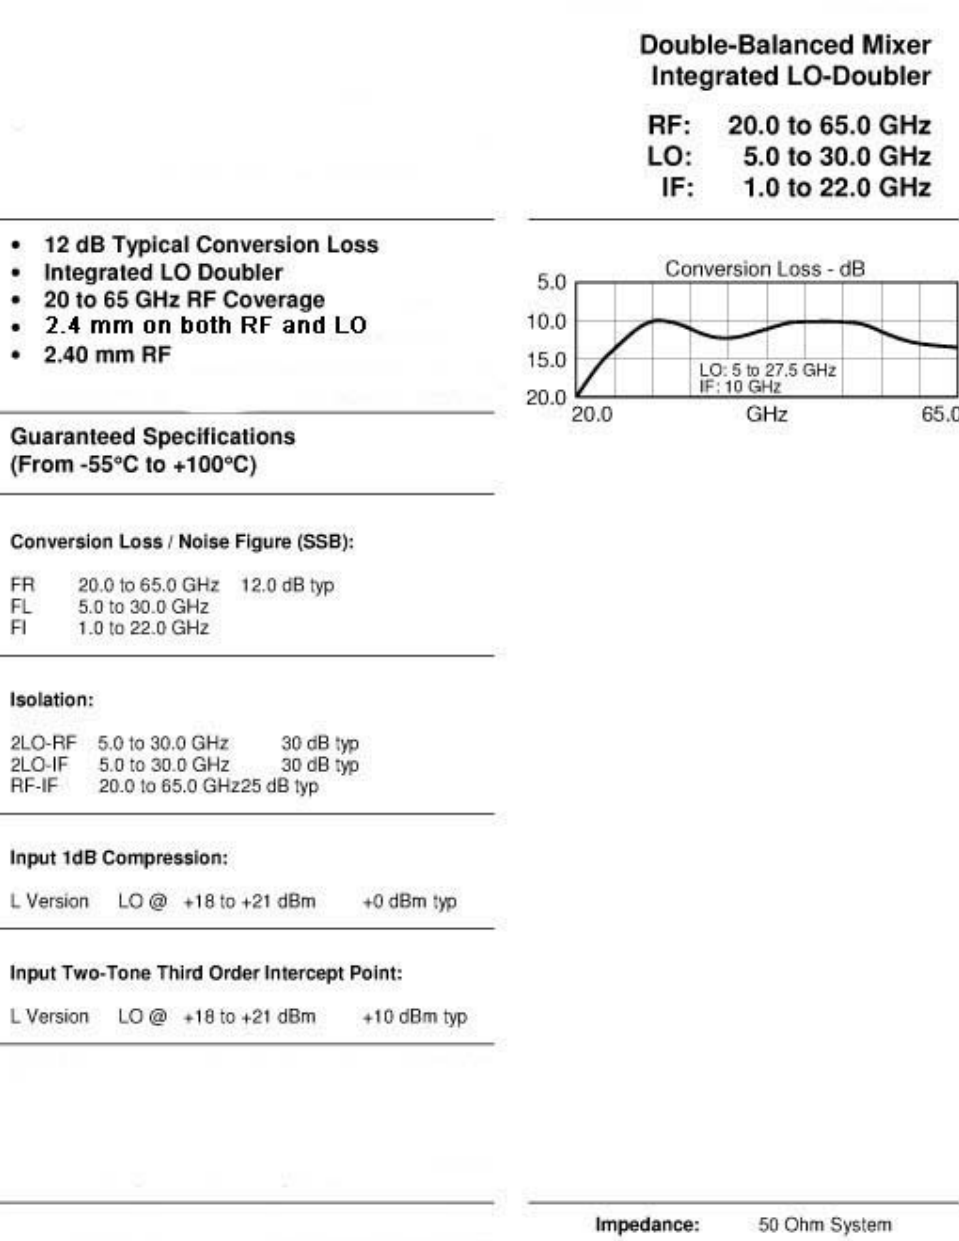 Double-Balanced Mixer
Integrated LO-Doubler
RF: 20.0 to 65.0 GHz
LO: 5.0 to 30.0 GHz
IF: 1.0 to 22.0 GHz
• 12 dB Typical Conversion Loss
• Integrated LO Doubler
• 20 to 65 GHz RF Coverage
• 2.4 mm on both RF and LO
• 2.40 mm RF
Conversion Loss - dB
5.0
10.0
15.0
20.0
LO: 5 to 27.5 GHz
IF: 10 GHz
20.0 GHz 65.0
Guaranteed Specifications
(From -55°C to +100°C)
Conversion Loss / Noise Figure (SSB):
FR 20.0 to 65.0 GHz 12.0 dB typ
FL 5.0 to 30.0 GHz
FI 1.0 to 22.0 GHz
Isolation:
2LO-RF 5.0 to 30.0 GHz 30 dB typ
2LO-IF 5.0 to 30.0 GHz 30 dB typ
RF-IF 20.0 to 65.0 GHz25 dB typ
Input 1dB Compression:
L Version LO @ +18 to +21 dBm +0 dBm typ
Input Two-Tone Third Order Intercept Point:
L Version LO @ +18 to +21 dBm +10 dBm typ
Impedance: 50 Ohm System